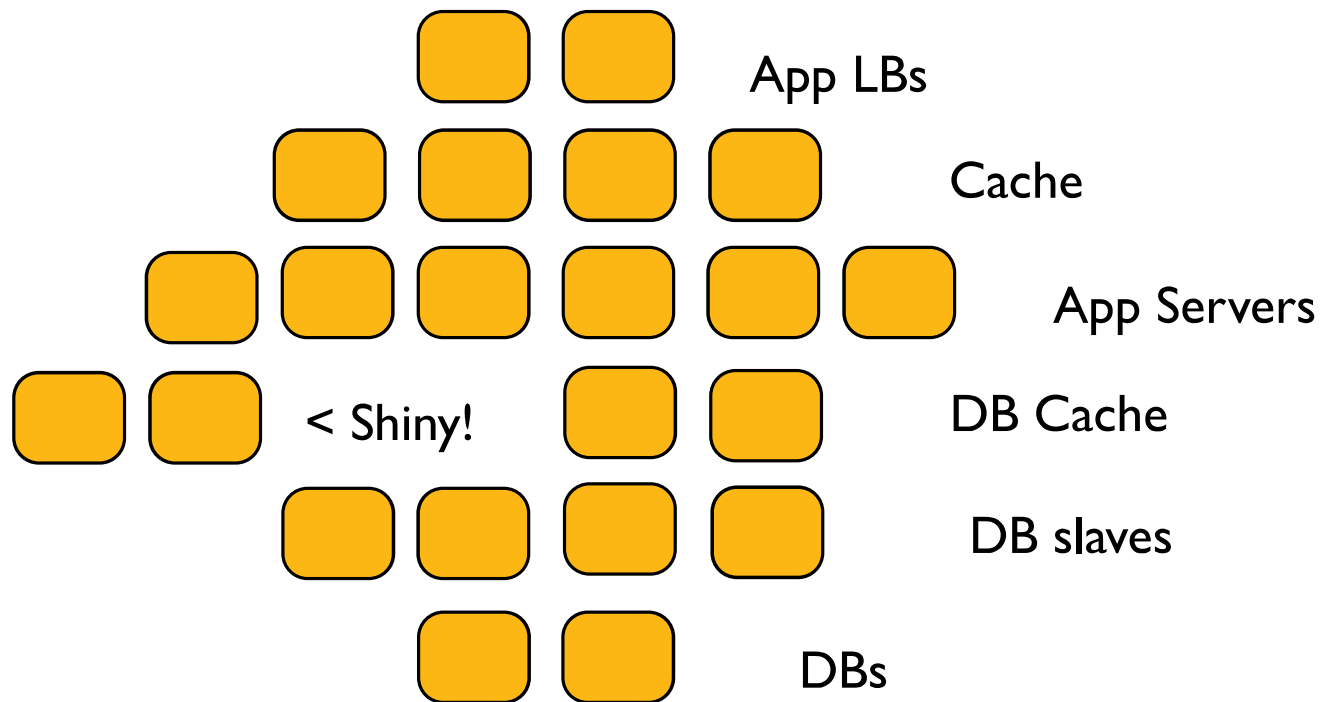 App LBs
Cache
App Servers
< Shiny!
DB Cache
DB slaves
DBs